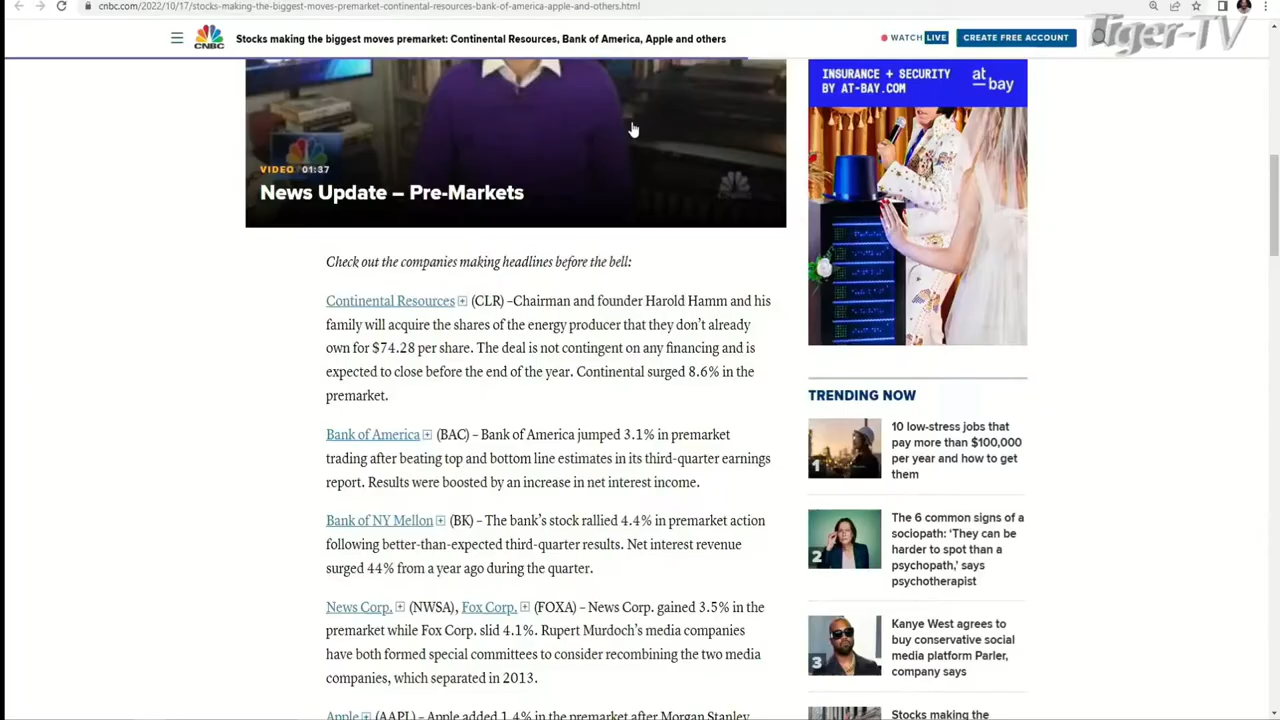 cnbc.com/2022/10/17/stocks-making-the-biggest-moves-premarket-continental-resources-bank-of-america-apple-and-others.html
CNBC
Stocks making the biggest moves premarket: Continental Resources, Bank of America, Apple and others
WATCH LIVE
CREATE FREE ACCOUNT
Tiger-TV
VIDEO 01:37
News Update – Pre-Markets
INSURANCE + SECURITY
BY AT-BAY.COM
at
bay
Check out the companies making headlines before the bell:
Continental Resources (CLR) –Chairman and founder Harold Hamm and his
family will acquire the shares of the energy producer that they don't already
own for $74.28 per share. The deal is not contingent on any financing and is
expected to close before the end of the year. Continental surged 8.6% in the
premarket.
Bank of America (BAC) – Bank of America jumped 3.1% in premarket
trading after beating top and bottom line estimates in its third-quarter earnings
report. Results were boosted by an increase in net interest income.
Bank of NY Mellon (BK) – The bank's stock rallied 4.4% in premarket action
following better-than-expected third-quarter results. Net interest revenue
surged 44% from a year ago during the quarter.
News Corp. (NWSA), Fox Corp. (FOXA) – News Corp. gained 3.5% in the
premarket while Fox Corp. slid 4.1%. Rupert Murdoch's media companies
have both formed special committees to consider recombining the two media
companies, which separated in 2013.
Apple (AAPL) – Apple added 1.4% in the premarket after Morgan Stanley
TRENDING NOW
1
10 low-stress jobs that
pay more than $100,000
per year and how to get
them
2
The 6 common signs of a
sociopath: 'They can be
harder to spot than a
psychopath,' says
psychotherapist
3
Kanye West agrees to
buy conservative social
media platform Parler,
company says
Stocks making the